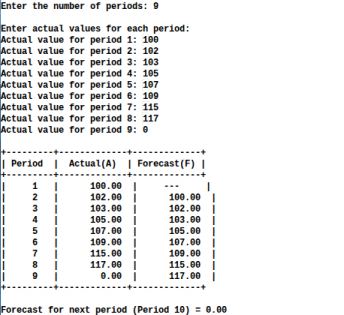 Enter the number of periods: 9
Enter actual values for each period:
Actual value for period 1: 100
Actual value for period 2: 102
Actual value for period 3: 103
Actual value for period 4: 105
Actual value for period 5: 107
Actual value for period 6: 109
Actual value for period 7: 115
Actual value for period 8: 117
Actual value for period 9: 0
+---------+-------------+-------------+
| Period  |  Actual(A)  | Forecast(F) |
+---------+-------------+-------------+
|     1   |      100.00  |     ---     |
|     2   |      102.00  |      100.00  |
|     3   |      103.00  |      102.00  |
|     4   |      105.00  |      103.00  |
|     5   |      107.00  |      105.00  |
|     6   |      109.00  |      107.00  |
|     7   |      115.00  |      109.00  |
|     8   |      117.00  |      115.00  |
|     9   |        0.00  |      117.00  |
+---------+-------------+-------------+
Forecast for next period (Period 10) = 0.00